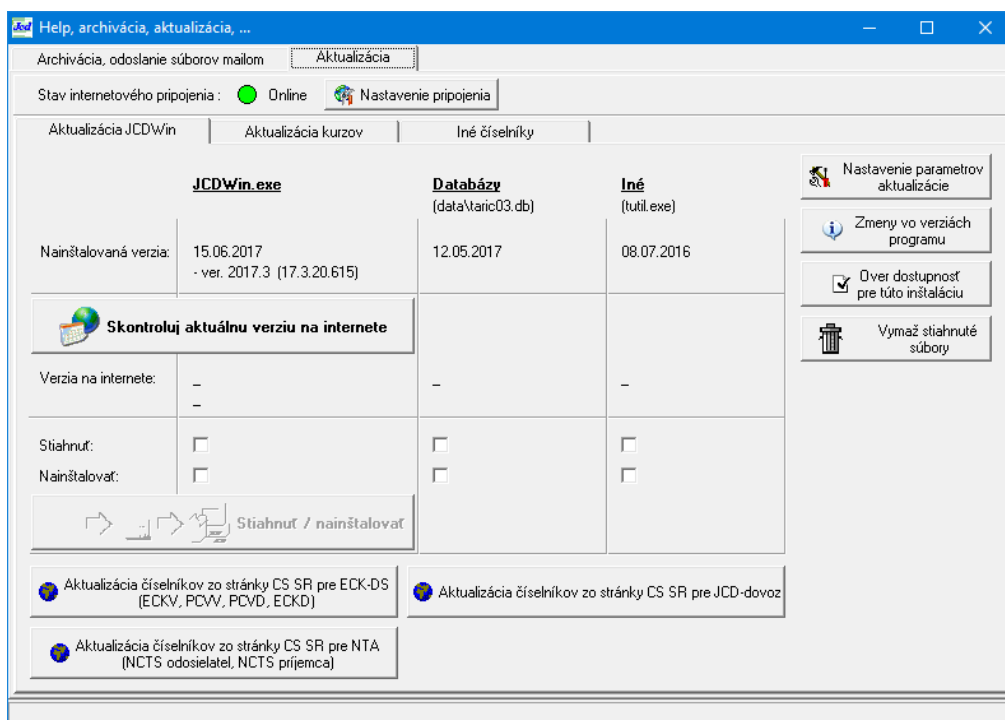 Jcd Help, archivácia, aktualizácia, ...
Archivácia, odoslanie súborov mailom Aktualizácia
Stav internetového pripojenia : Online Nastavenie pripojenia
Aktualizácia JCDWin Aktualizácia kurzov Iné číselníky
JCDWin.exe Databázy Iné
(data\taric03.db) (tutil.exe)
Nainštalovaná verzia: 15.06.2017 12.05.2017 08.07.2016
- ver. 2017.3 (17.3.20.615)
Skontroluj aktuálnu verziu na internete
Verzia na internete: – – –
–
Stiahnuť:
Nainštalovať:
Stiahnuť / nainštalovať
Nastavenie parametrov
aktualizácie
Zmeny vo verziách
programu
Over dostupnosť
pre túto inštaláciu
Vymaž stiahnuté
súbory
Aktualizácia číselníkov zo stránky CS SR pre ECK-DS
(ECKV, PCVV, PCVD, ECKD)
Aktualizácia číselníkov zo stránky CS SR pre JCD-dovoz
Aktualizácia číselníkov zo stránky CS SR pre NTA
(NCTS odosielatel, NCTS príjemca)